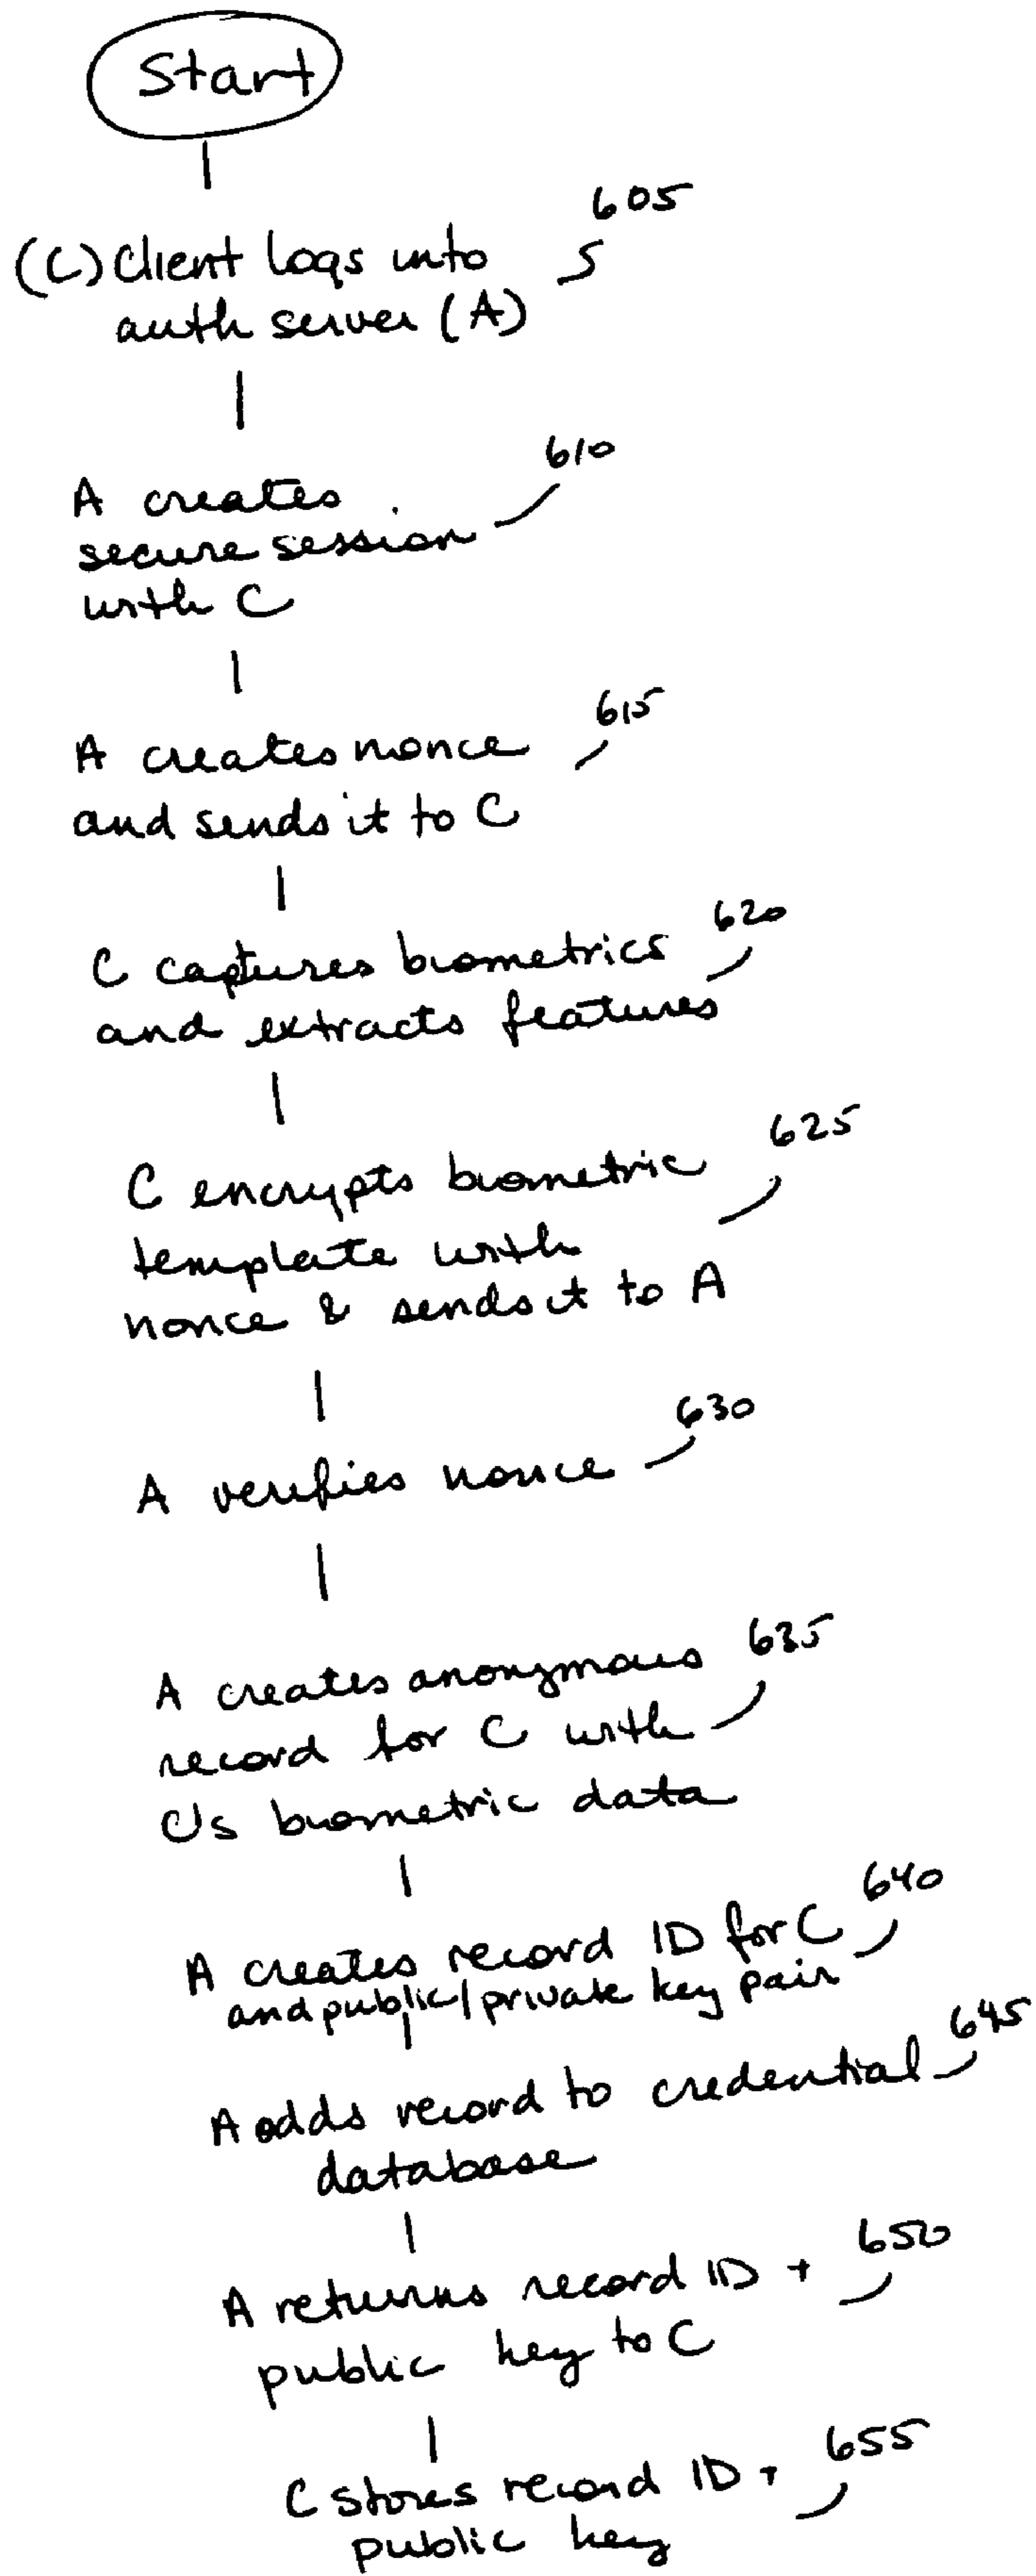 Start
605
(C) Client logs into
auth server (A)
610
A creates
secure session
with C
615
A creates nonce
and sends it to C
620
C captures biometrics
and extracts features
625
C encrypts biometric
template with
nonce & sends it to A
630
A verifies nonce
635
A creates anonymous
record for C with
C's biometric data
640
A creates record ID for C
and public/private key pair
645
A adds record to credential
database
650
A returns record ID +
public key to C
655
C stores record ID +
public key